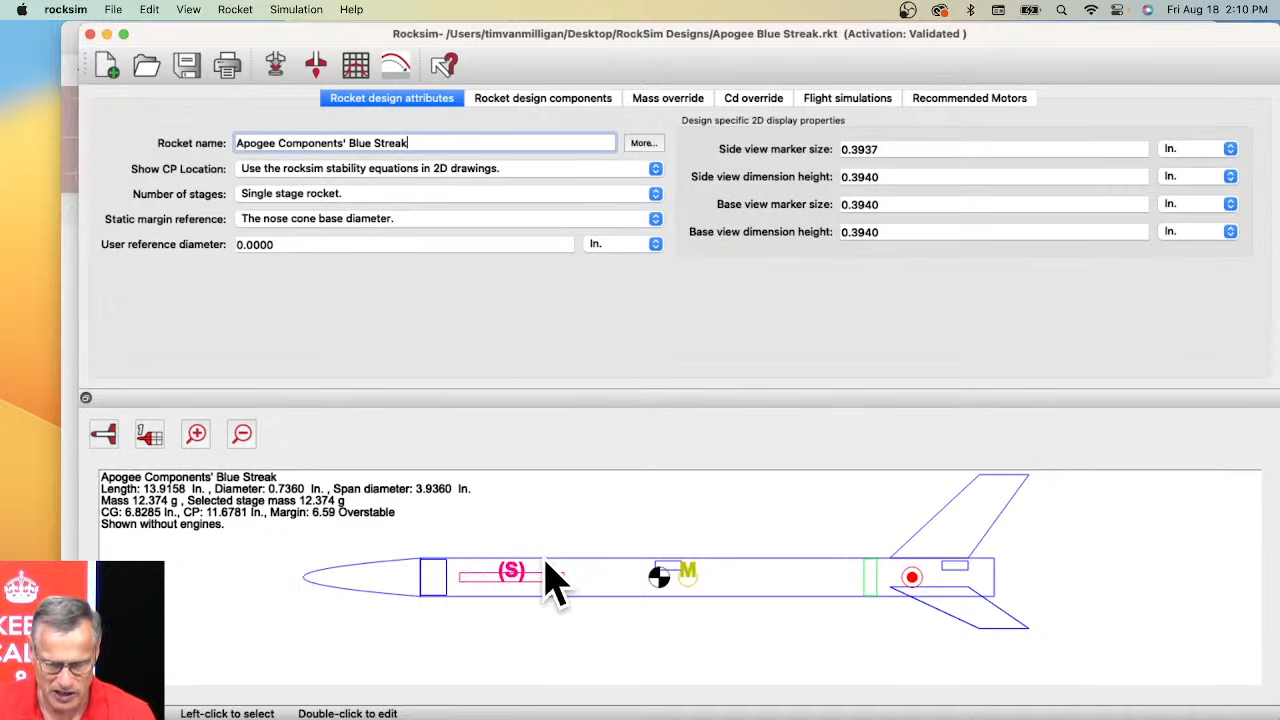 rocksim File Edit View Rocket Simulation Help Fri Aug 18 2:10 PM
Rocksim- /Users/timvanmilligan/Desktop/RockSim Designs/Apogee Blue Streak.rkt (Activation: Validated )
Rocket design attributes Rocket design components Mass override Cd override Flight simulations Recommended Motors
Design specific 2D display properties
Rocket name: Apogee Components' Blue Streak More...
Side view marker size: 0.3937 In.
Show CP Location: Use the rocksim stability equations in 2D drawings.
Side view dimension height: 0.3940 In.
Number of stages: Single stage rocket.
Base view marker size: 0.3940 In.
Static margin reference: The nose cone base diameter.
Base view dimension height: 0.3940 In.
User reference diameter: 0.0000 In.
Apogee Components' Blue Streak
Length: 13.9158 In. , Diameter: 0.7360 In. , Span diameter: 3.9360 In.
Mass 12.374 g , Selected stage mass 12.374 g
CG: 6.8285 In., CP: 11.6781 In., Margin: 6.59 Overstable
Shown without engines.
(S) M
KEE
CAL
Left-click to select Double-click to edit